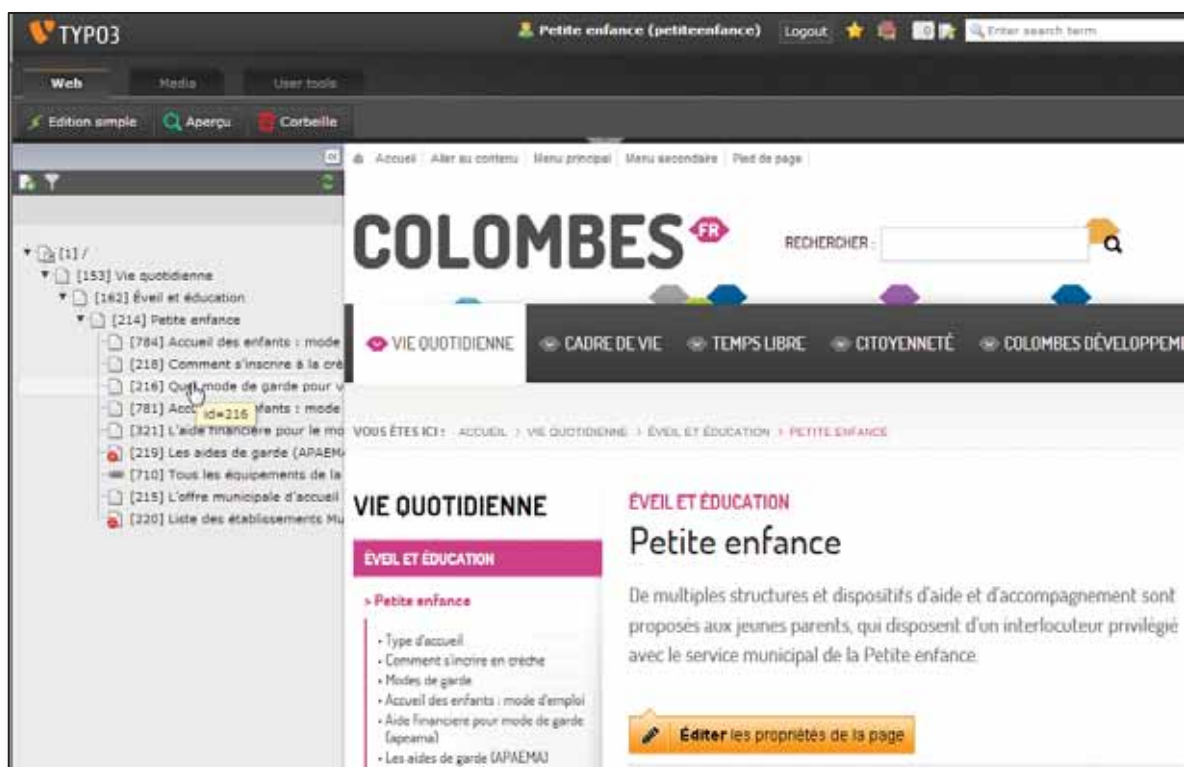 TYPO3
Petite enfance (petiteenfance) Logout Enter search term
Web Media User tools
Edition simple Aperçu Corbeille
Accueil Aller au contenu Menu principal Menu secondaire Pied de page
COLOMBES FR
RECHERCHER :
[1] /
[153] Vie quotidienne
[162] Éveil et éducation
[214] Petite enfance
[784] Accueil des enfants : mode
[218] Comment s'inscrire à la crè
[216] mode de garde pour v
[781] fants : mode
id=216
[321] L'aide financière pour le mo
[219] Les aides de garde (APAEMA
[710] Tous les équipements de la
[215] L'offre municipale d'accueil
[220] Liste des établissements Mu
VIE QUOTIDIENNE CADRE DE VIE TEMPS LIBRE CITOYENNETÉ COLOMBES DÉVELOPPEME
VOUS ÊTES ICI : ACCUEIL > VIE QUOTIDIENNE > ÉVEIL ET ÉDUCATION > PETITE ENFANCE
VIE QUOTIDIENNE
ÉVEIL ET ÉDUCATION
> Petite enfance
• Type d'accueil
• Comment s'incrire en crèche
• Modes de garde
• Accueil des enfants : mode d'emploi
• Aide financiere pour mode de garde
(apeama)
• Les aides de garde (APAEMA)
ÉVEIL ET ÉDUCATION
Petite enfance
De multiples structures et dispositifs d'aide et d'accompagnement sont
proposés aux jeunes parents, qui disposent d'un interlocuteur privilégié
avec le service municipal de la Petite enfance.
Éditer les propriétés de la page